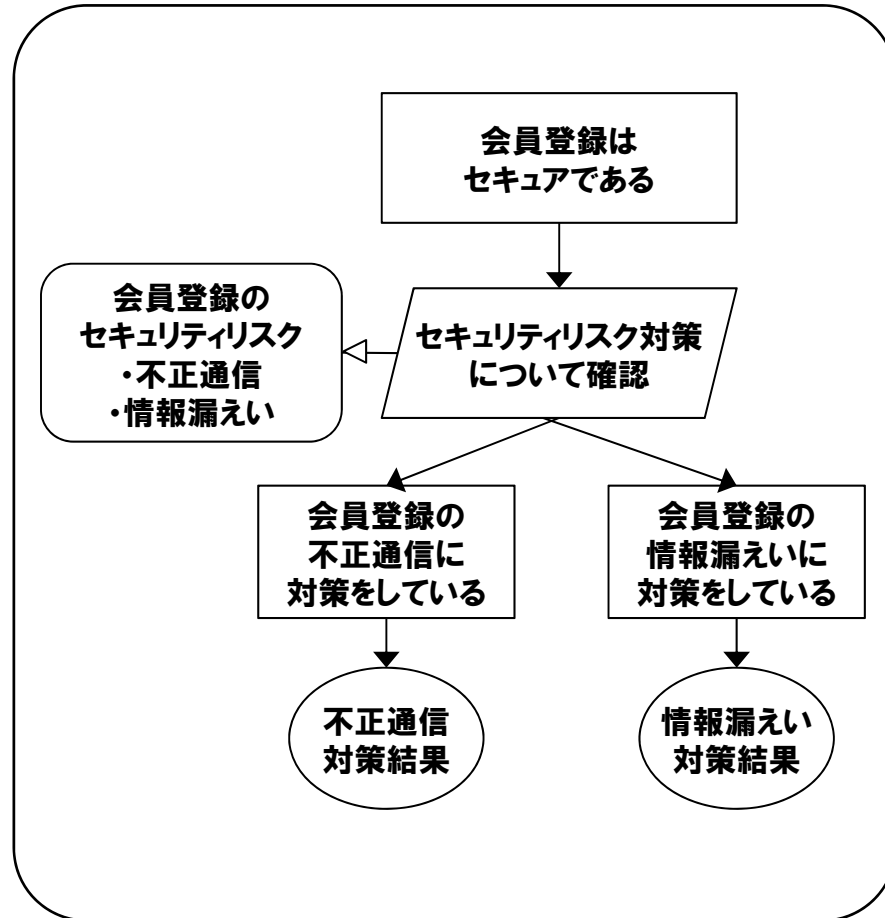 会員登録は
セキュアである
会員登録の
セキュリティリスク
・不正通信
・情報漏えい
セキュリティリスク対策
について確認
会員登録の
不正通信に
対策をしている
会員登録の
情報漏えいに
対策をしている
不正通信
対策結果
情報漏えい
対策結果